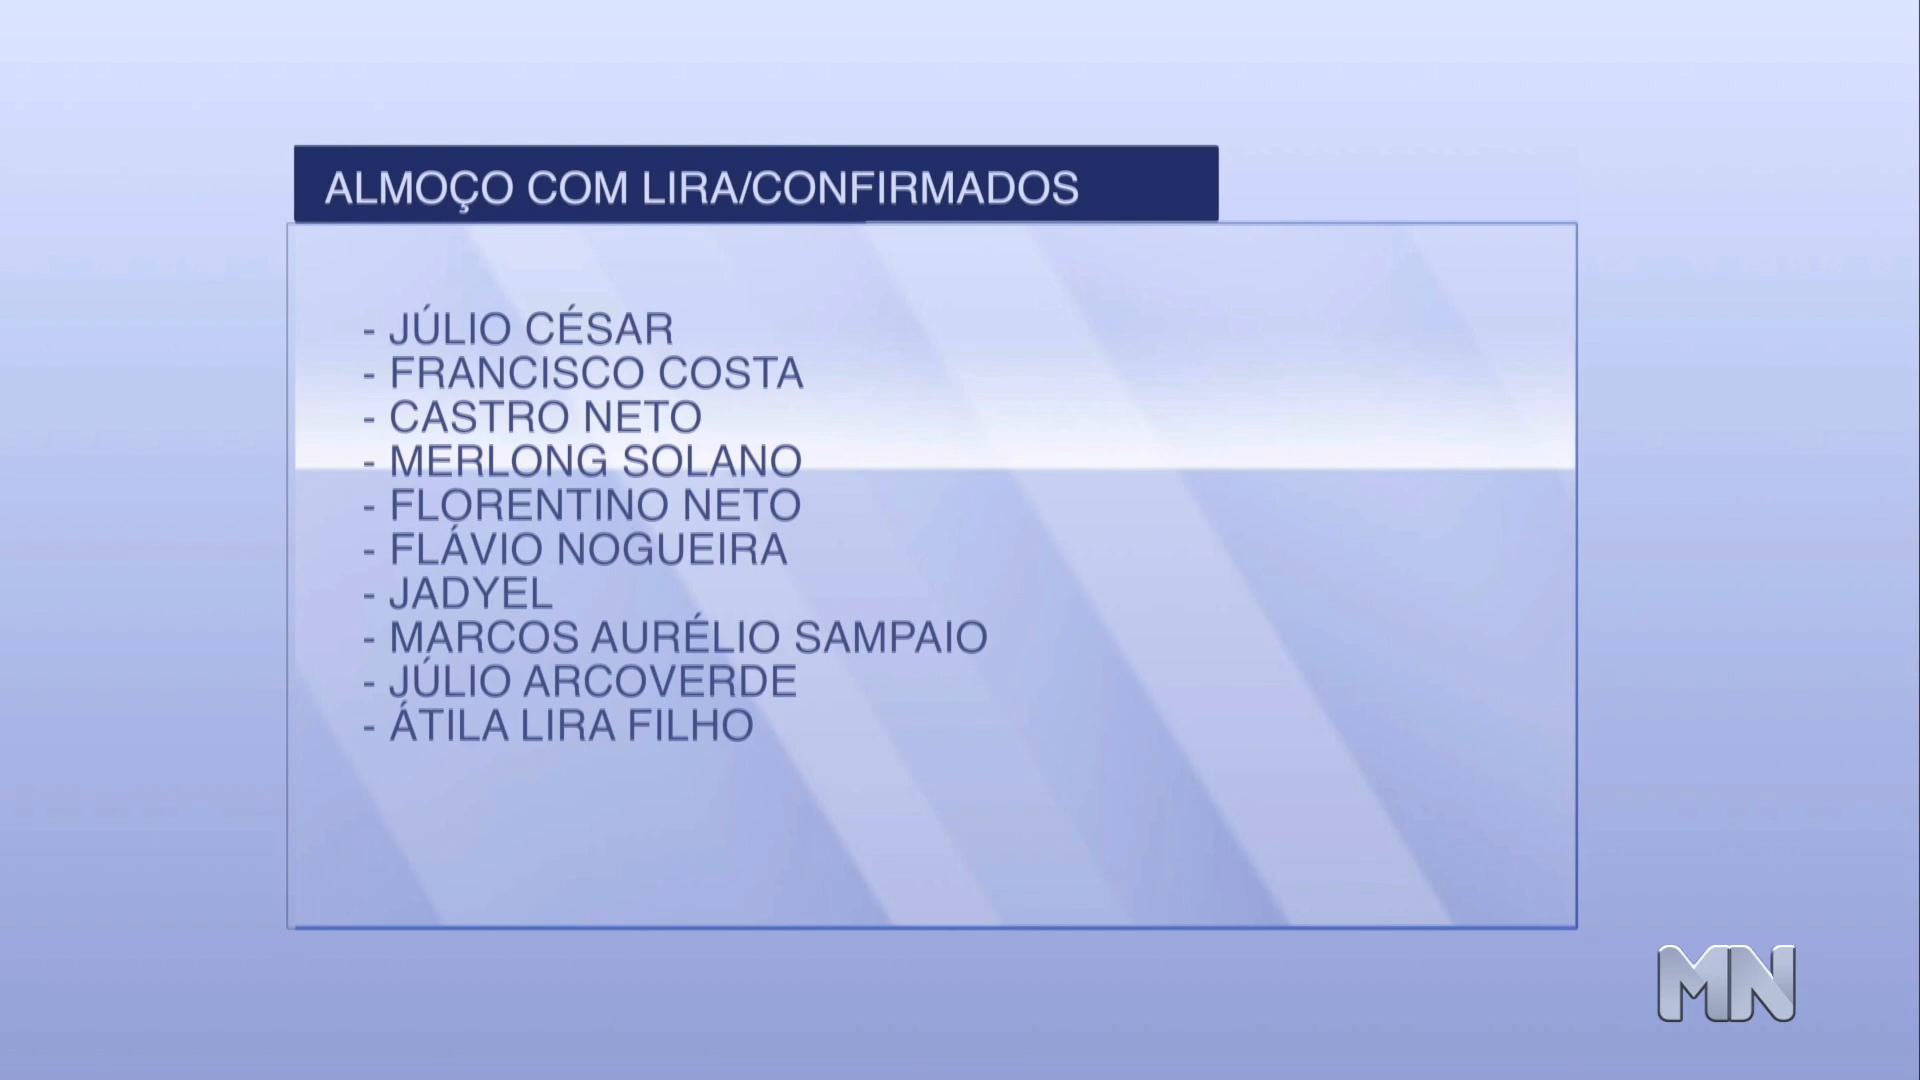 ALMOÇO COM LIRA/CONFIRMADOS
- JÚLIO CÉSAR
- FRANCISCO COSTA
- CASTRO NETO
- MERLONG SOLANO
- FLORENTINO NETO
- FLÁVIO NOGUEIRA
- JADYEL
- MARCOS AURÉLIO SAMPAIO
- JÚLIO ARCOVERDE
- ÁTILA LIRA FILHO
MN